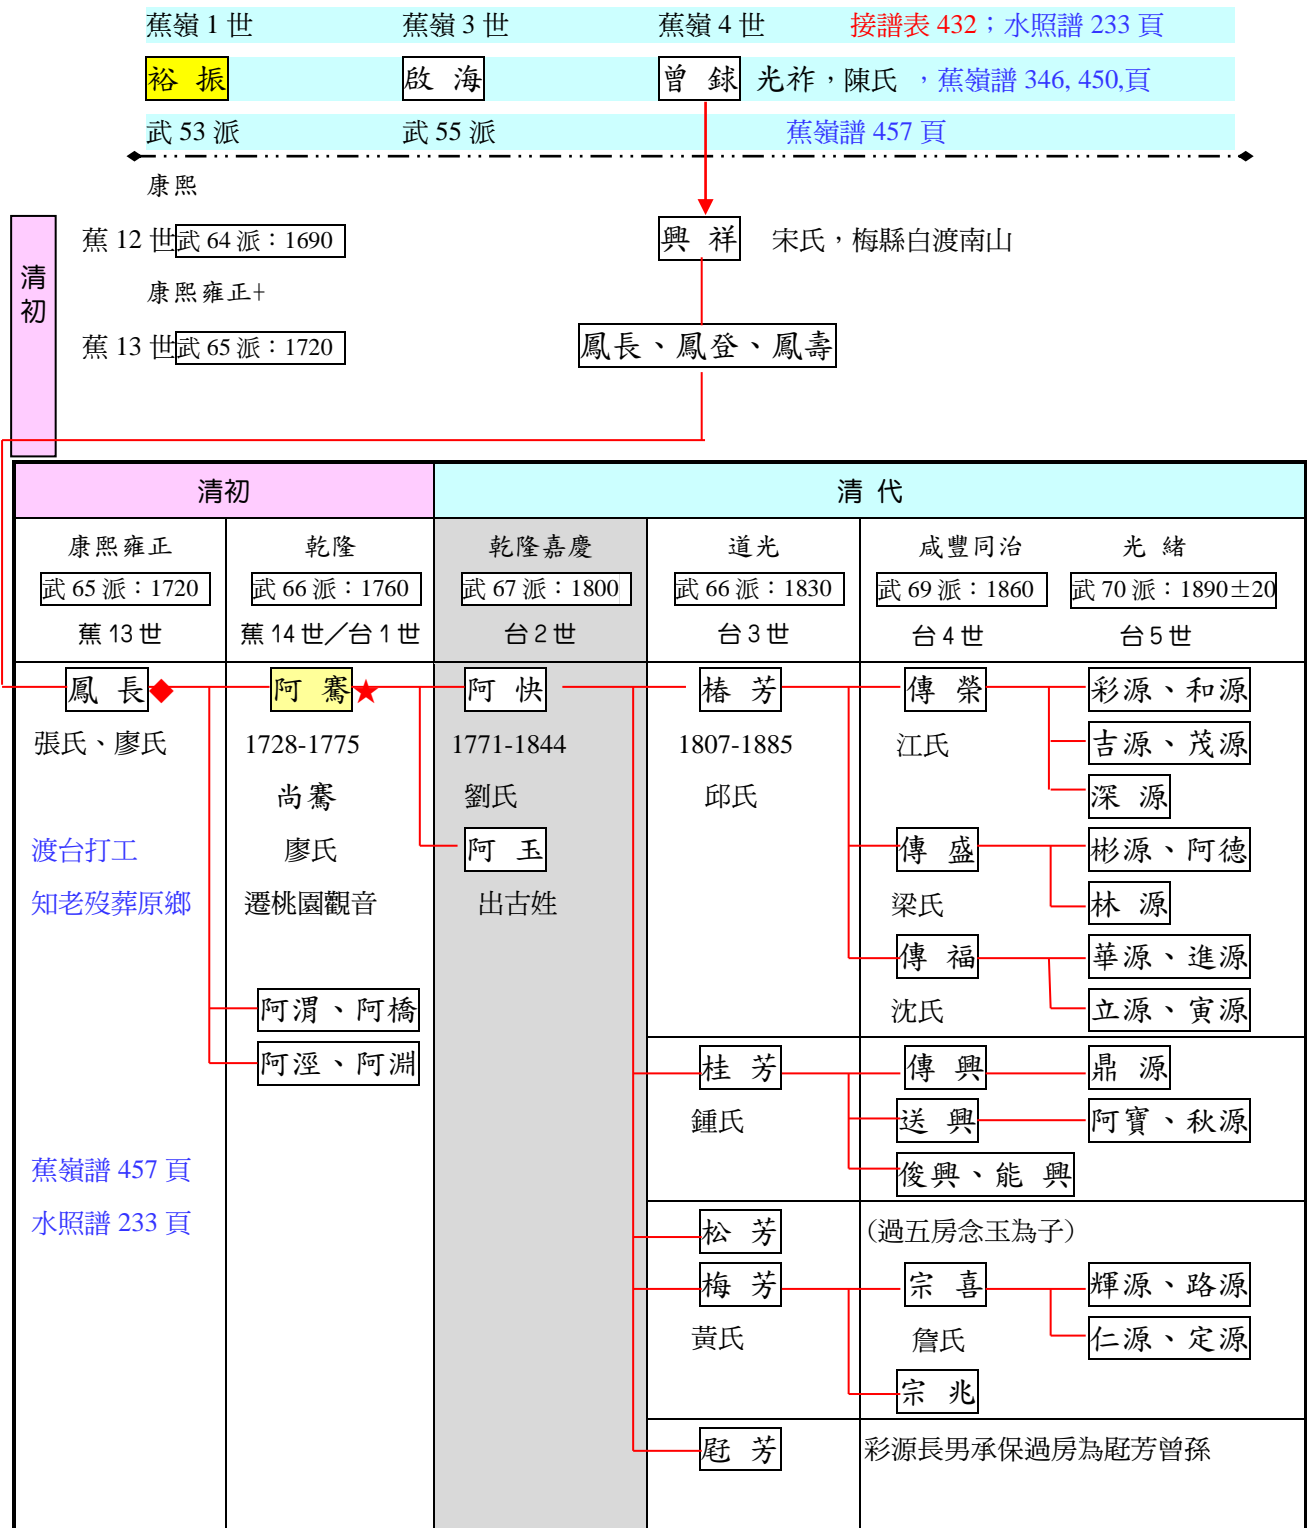 蕉嶺 1 世 蕉嶺 3 世 蕉嶺 4 世 接譜表 432；水照譜 233 頁
裕 振 啟 海 曾 銶 光祚，陳氏 ，蕉嶺譜 346, 450,頁
武 53 派 武 55 派 蕉嶺譜 457 頁
康熙
蕉 12 世 武 64 派：1690 興 祥 宋氏，梅縣白渡南山
清初
康熙雍正+
蕉 13 世 武 65 派：1720 鳳長、鳳登、鳳壽
清初 清 代
康熙雍正 乾隆 乾隆嘉慶 道光 咸豐同治 光 緒
武 65 派：1720 武 66 派：1760 武 67 派：1800 武 66 派：1830 武 69 派：1860 武 70 派：1890±20
蕉 13 世 蕉 14 世／台 1 世 台 2 世 台 3 世 台 4 世 台 5 世
鳳 長 阿 騫 阿 快 椿 芳 傳 榮 彩源、和源
張氏、廖氏 1728-1775 1771-1844 1807-1885 江氏 吉源、茂源
尚騫 劉氏 邱氏 深 源
渡台打工 廖氏 阿 玉 傳 盛 彬源、阿德
知老歿葬原鄉 遷桃園觀音 出古姓 梁氏 林 源
傳 福 華源、進源
阿渭、阿橋 沈氏 立源、寅源
阿涇、阿淵 桂 芳 傳 興 鼎 源
鍾氏 送 興 阿寶、秋源
蕉嶺譜 457 頁 俊興、能 興
水照譜 233 頁 松 芳 (過五房念玉為子)
梅 芳 宗 喜 輝源、路源
黃氏 詹氏 仁源、定源
宗 兆
芳 彩源長男承保過房為 芳曾孫